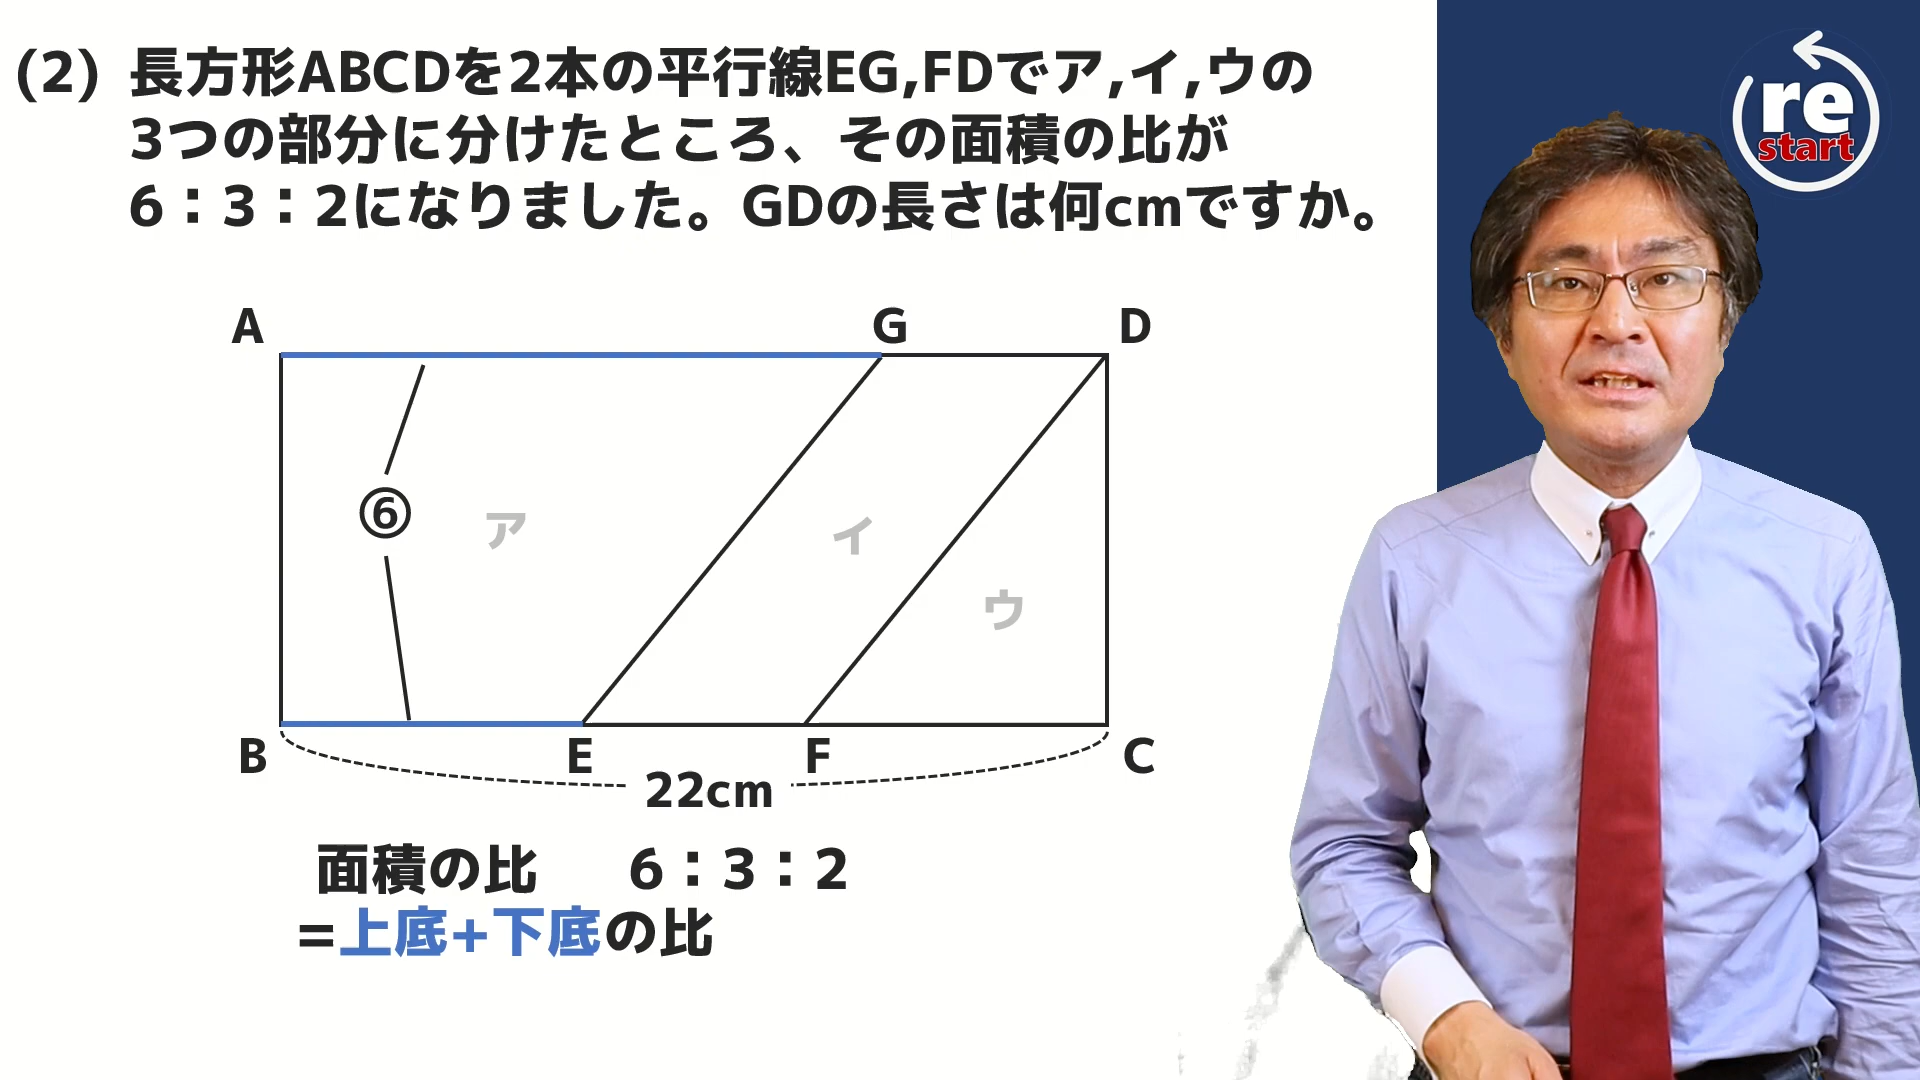 (2) 長方形ABCDを2本の平行線EG,FDでア,イ,ウの
3つの部分に分けたところ、その面積の比が
6：3：2になりました。GDの長さは何cmですか。
re
start
A
G
D
⑥
ア
イ
ウ
B
E
F
C
22cm
面積の比 6：3：2
=上底+下底の比